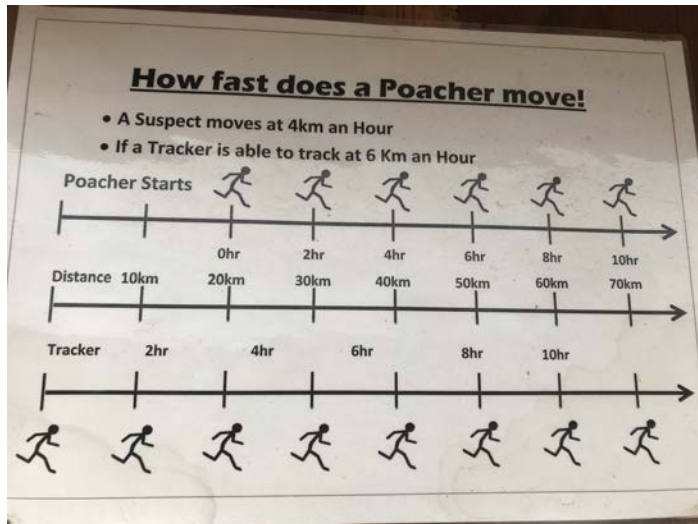 How fast does a Poacher move!
• A Suspect moves at 4km an Hour
• If a Tracker is able to track at 6 Km an Hour
Poacher Starts
0hr 2hr 4hr 6hr 8hr 10hr
Distance 10km 20km 30km 40km 50km 60km 70km
Tracker 2hr 4hr 6hr 8hr 10hr